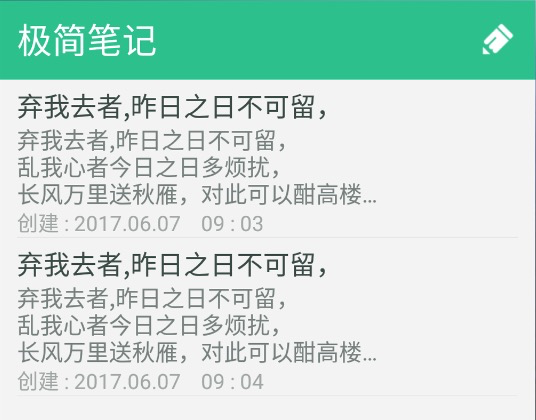 极简笔记
弃我去者,昨日之日不可留，
弃我去者,昨日之日不可留，
乱我心者今日之日多烦扰，
长风万里送秋雁，对此可以酣高楼...
创建 : 2017.06.07 09 : 03
弃我去者,昨日之日不可留，
弃我去者,昨日之日不可留，
乱我心者今日之日多烦扰，
长风万里送秋雁，对此可以酣高楼...
创建 : 2017.06.07 09 : 04